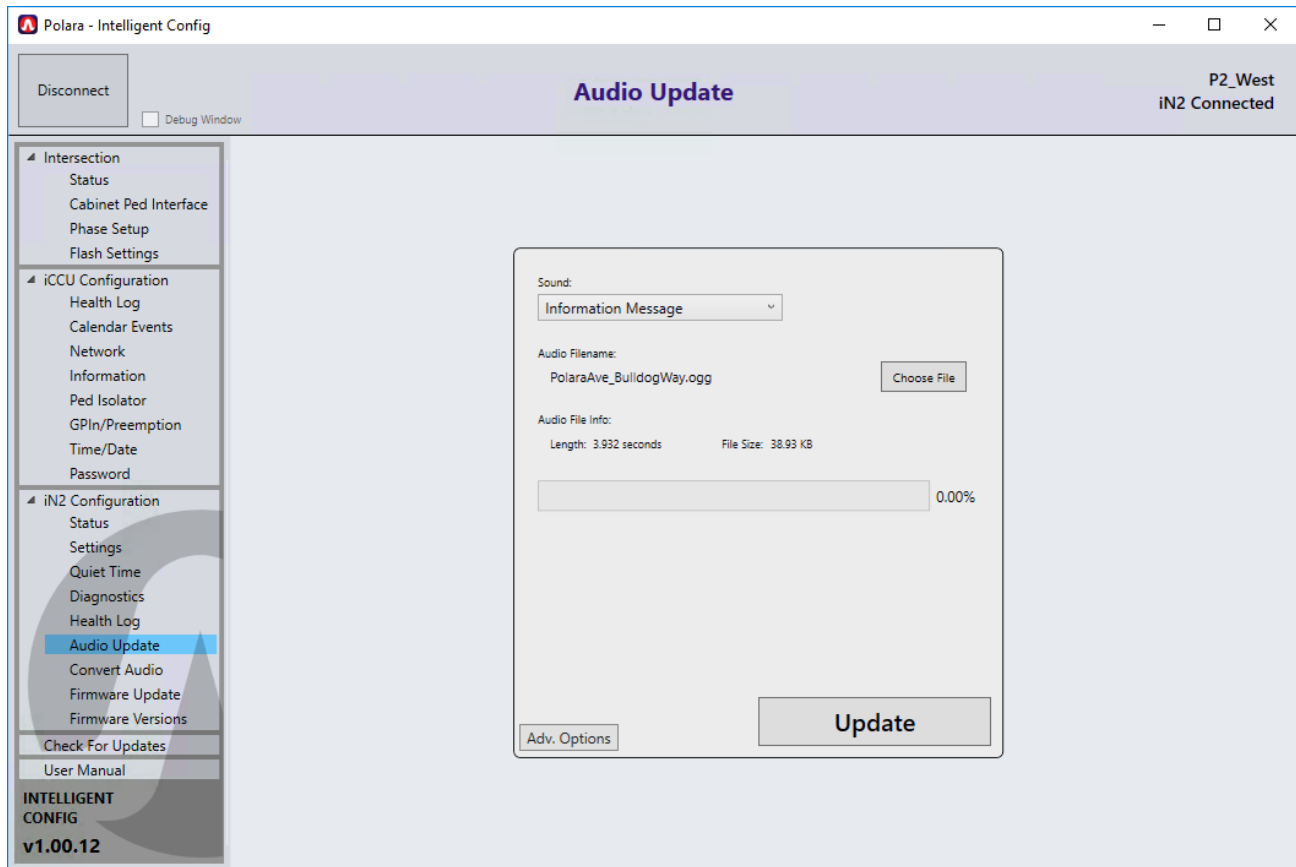 Polara - Intelligent Config
Disconnect
Debug Window
Audio Update
P2_West
iN2 Connected
Intersection
Status
Cabinet Ped Interface
Phase Setup
Flash Settings
iCCU Configuration
Health Log
Calendar Events
Network
Information
Ped Isolator
GPIn/Preemption
Time/Date
Password
iN2 Configuration
Status
Settings
Quiet Time
Diagnostics
Health Log
Audio Update
Convert Audio
Firmware Update
Firmware Versions
Check For Updates
User Manual
INTELLIGENT
CONFIG
v1.00.12
Sound:
Information Message
Audio Filename:
PolaraAve_BulldogWay.ogg
Choose File
Audio File Info:
Length: 3.932 seconds File Size: 38.93 KB
0.00%
Adv. Options
Update